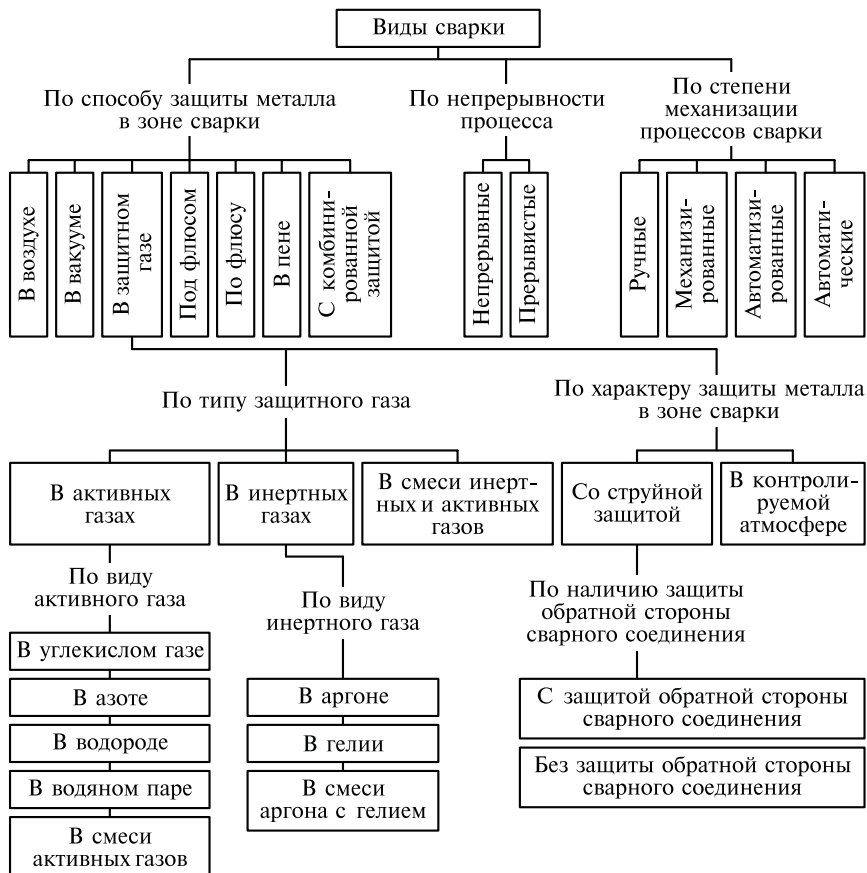 Виды сварки
По способу защиты металла
в зоне сварки
По непрерывности
процесса
По степени
механизации
процессов сварки
В воздухе
В вакууме
В защитном
газе
Под флюсом
По флюсу
В пене
С комбини-
рованной
защитой
Непрерывные
Прерывистые
Ручные
Механизи-
рованные
Автоматизи-
рованные
Автомати-
ческие
По типу защитного газа
По характеру защиты металла
в зоне сварки
В активных
газах
В инертных
газах
В смеси инерт-
ных и активных
газов
Со струйной
защитой
В контроли-
руемой
атмосфере
По виду
активного газа
В углекислом газе
В азоте
В водороде
В водяном паре
В смеси
активных газов
По виду
инертного газа
В аргоне
В гелии
В смеси
аргона с гелием
По наличию защиты
обратной стороны
сварного соединения
С защитой обратной стороны
сварного соединения
Без защиты обратной стороны
сварного соединения